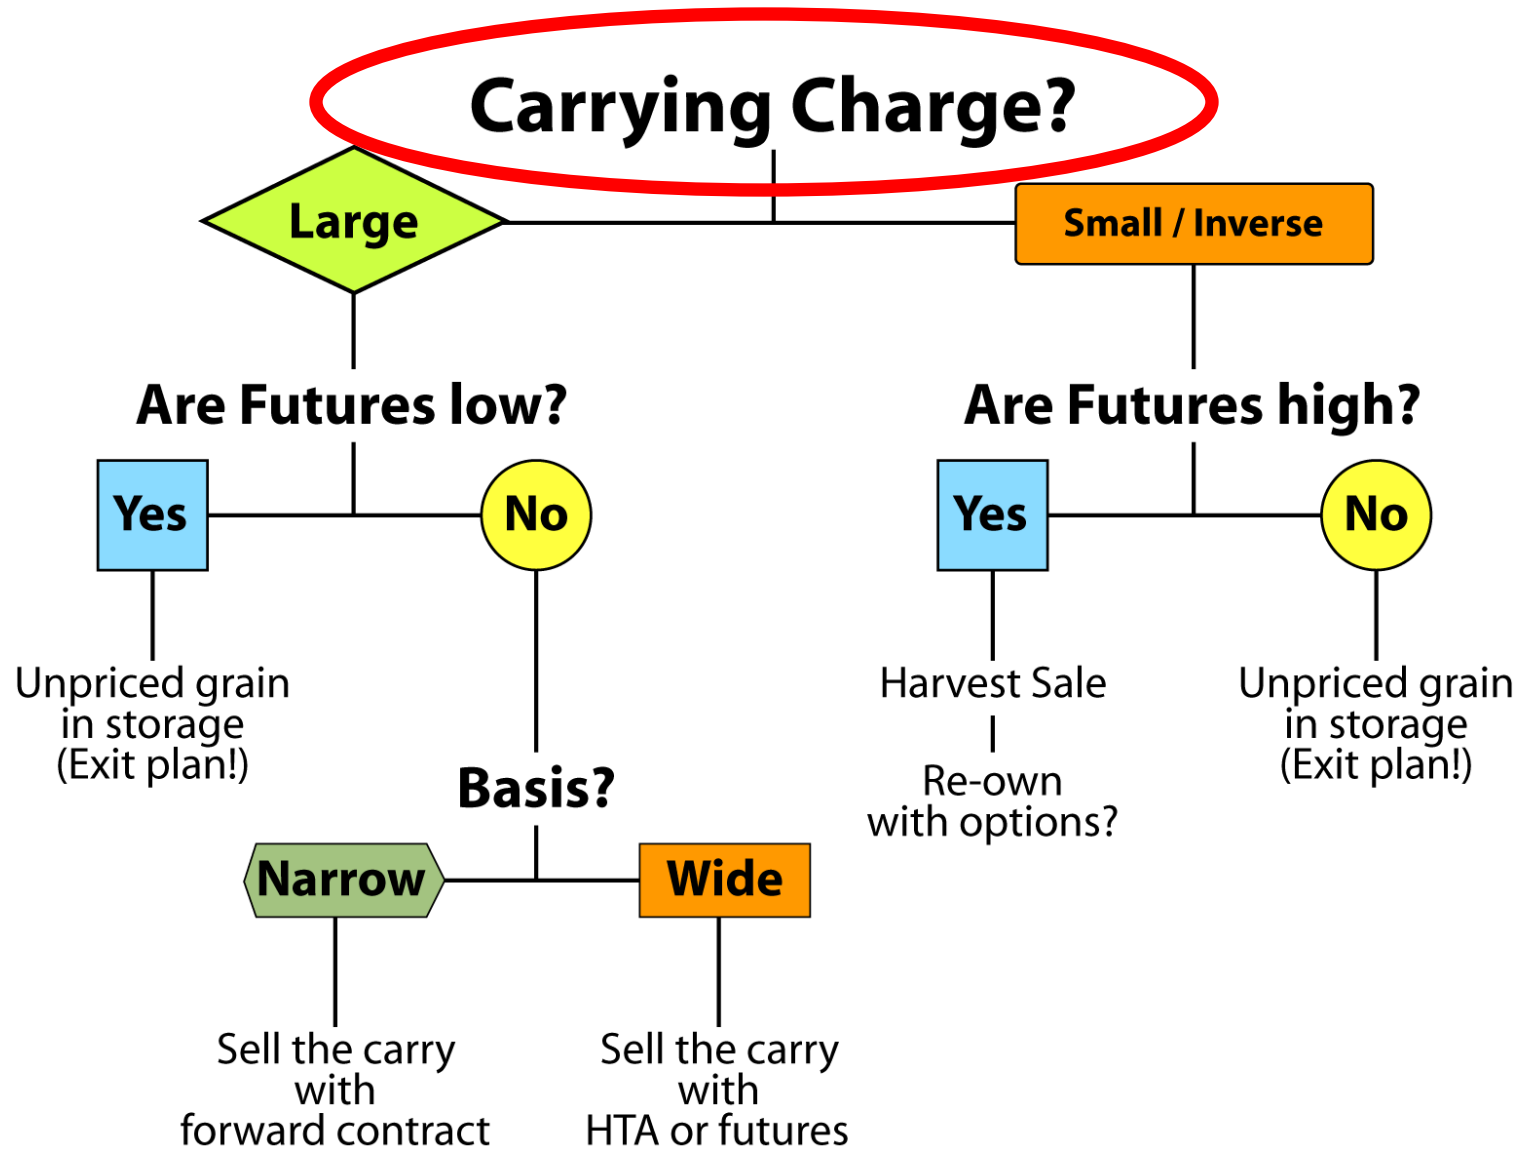 Carrying Charge?
Large
Small / Inverse
Are Futures low?
Are Futures high?
Yes
No
Yes
No
Unpriced grain
in storage
(Exit plan!)
Harvest Sale
Re-own
with options?
Unpriced grain
in storage
(Exit plan!)
Basis?
Narrow
Wide
Sell the carry
with
forward contract
Sell the carry
with
HTA or futures